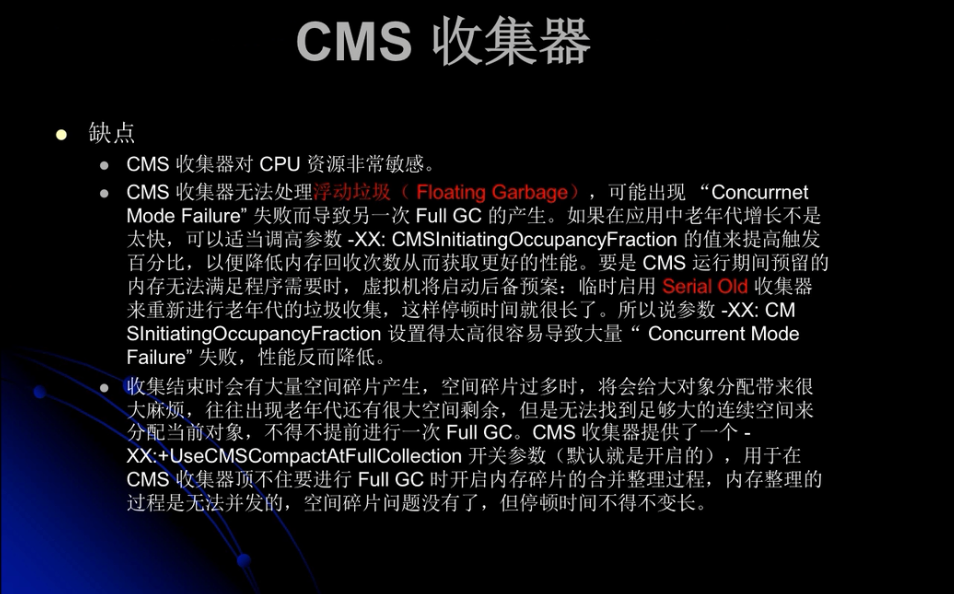 CMS 收集器
缺点
CMS 收集器对 CPU 资源非常敏感。
CMS 收集器无法处理浮动垃圾（ Floating Garbage），可能出现 “Concurrnet
Mode Failure” 失败而导致另一次 Full GC 的产生。如果在应用中老年代增长不是
太快，可以适当调高参数 -XX: CMSInitiatingOccupancyFraction 的值来提高触发
百分比，以便降低内存回收次数从而获取更好的性能。要是 CMS 运行期间预留的
内存无法满足程序需要时，虚拟机将启动后备预案：临时启用 Serial Old 收集器
来重新进行老年代的垃圾收集，这样停顿时间就很长了。所以说参数 -XX: CM
SInitiatingOccupancyFraction 设置得太高很容易导致大量 “ Concurrent Mode
Failure” 失败，性能反而降低。
收集结束时会有大量空间碎片产生，空间碎片过多时，将会给大对象分配带来很
大麻烦，往往出现老年代还有很大空间剩余，但是无法找到足够大的连续空间来
分配当前对象，不得不提前进行一次 Full GC。CMS 收集器提供了一个 -
XX:+UseCMSCompactAtFullCollection 开关参数（默认就是开启的），用于在
CMS 收集器顶不住要进行 Full GC 时开启内存碎片的合并整理过程，内存整理的
过程是无法并发的，空间碎片问题没有了，但停顿时间不得不变长。